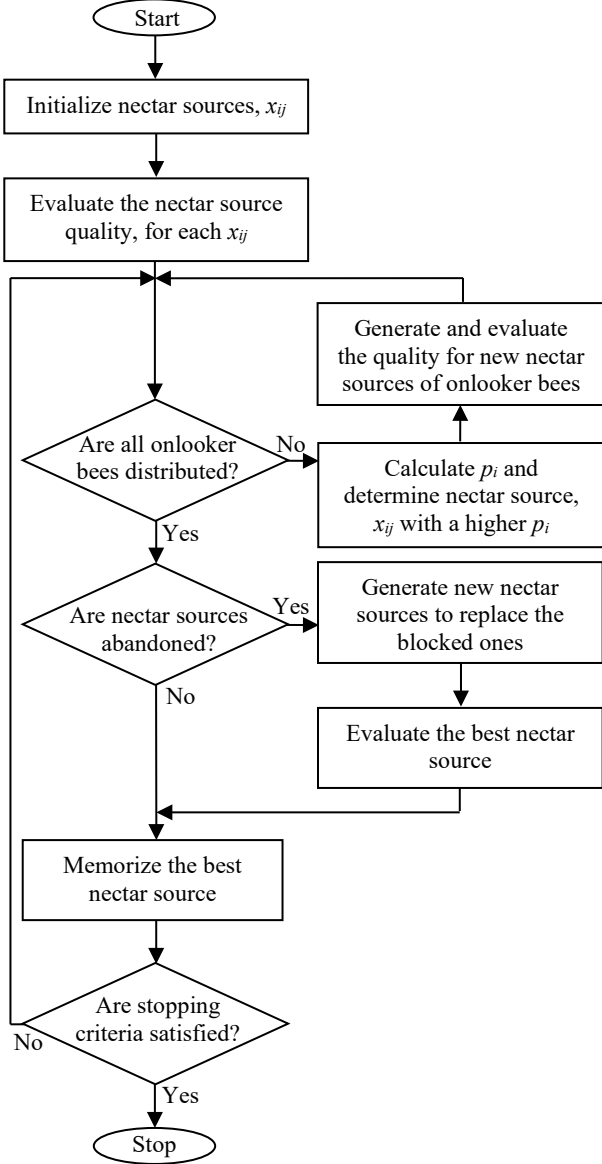 Start
Initialize nectar sources, xij
Evaluate the nectar source
quality, for each xij
Generate and evaluate
the quality for new nectar
sources of onlooker bees
Are all onlooker
bees distributed?
No
Calculate pi and
determine nectar source,
xij with a higher pi
Yes
Are nectar sources
abandoned?
Yes
Generate new nectar
sources to replace the
blocked ones
No
Evaluate the best nectar
source
Memorize the best
nectar source
Are stopping
criteria satisfied?
No
Yes
Stop